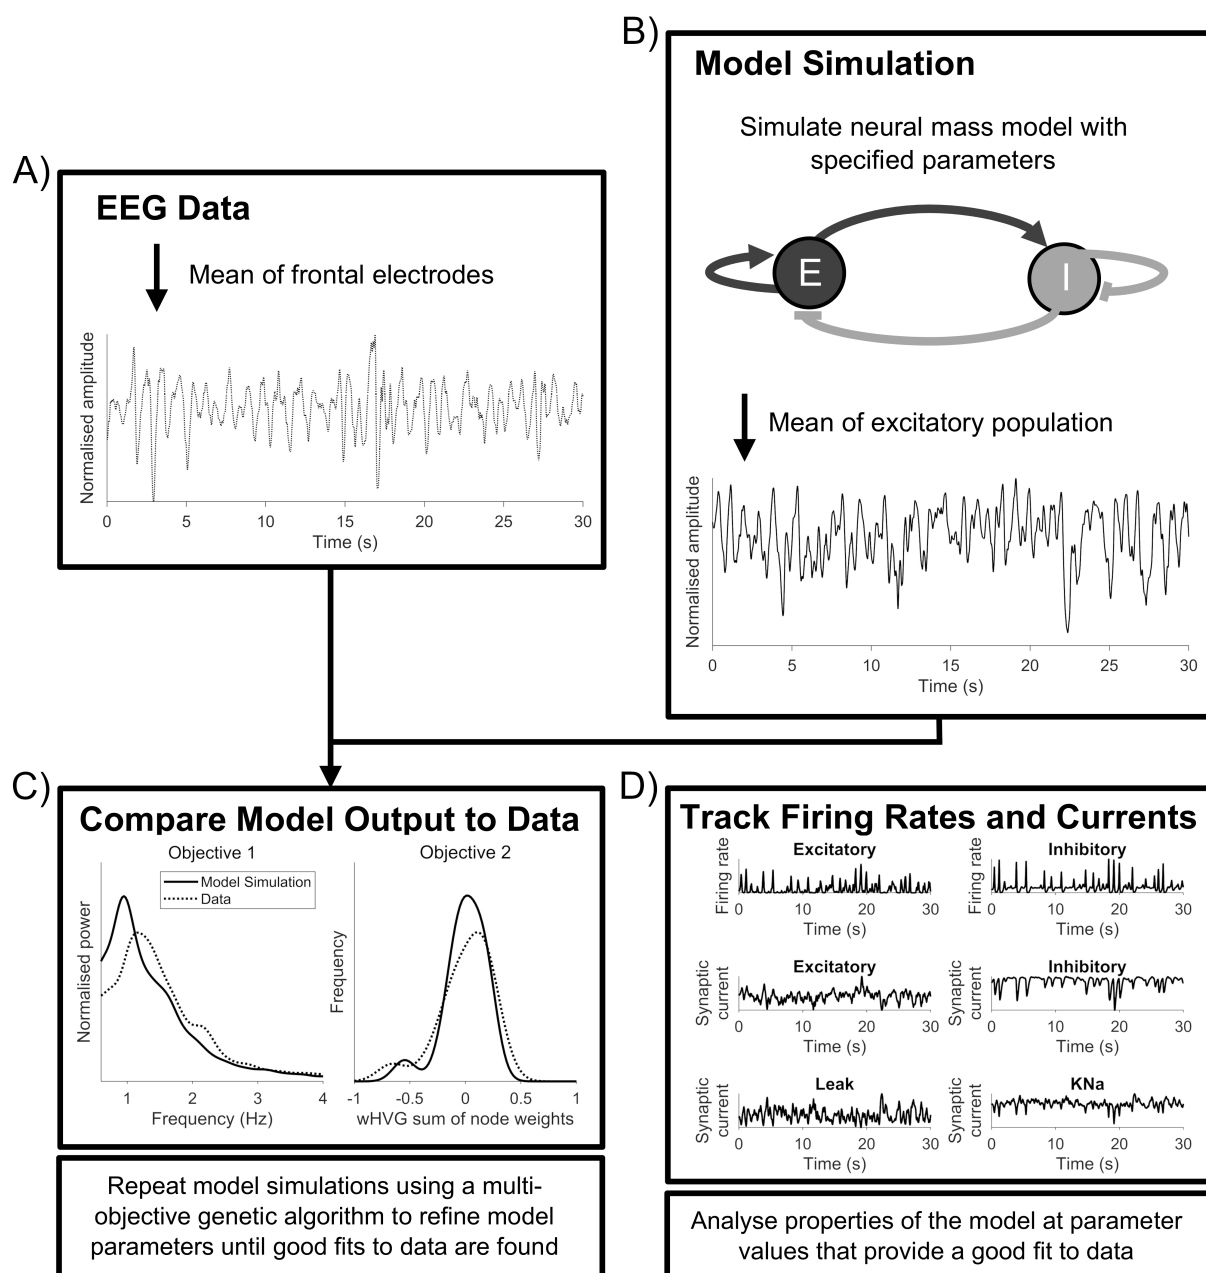 A)
EEG Data
Mean of frontal electrodes
Normalised amplitude
0 5 10 15 20 25 30
Time (s)
B)
Model Simulation
Simulate neural mass model with
specified parameters
E
I
Mean of excitatory population
Normalised amplitude
0 5 10 15 20 25 30
Time (s)
C)
Compare Model Output to Data
Objective 1
Model Simulation
Data
Normalised power
1 2 3 4
Frequency (Hz)
Objective 2
Frequency
-1 -0.5 0 0.5 1
wHVG sum of node weights
Repeat model simulations using a multi-
objective genetic algorithm to refine model
parameters until good fits to data are found
D)
Track Firing Rates and Currents
Excitatory
Firing rate
0 10 20 30
Time (s)
Inhibitory
Firing rate
0 10 20 30
Time (s)
Excitatory
Synaptic
current
0 10 20 30
Time (s)
Inhibitory
Synaptic
current
0 10 20 30
Time (s)
Leak
Synaptic
current
0 10 20 30
Time (s)
KNa
Synaptic
current
0 10 20 30
Time (s)
Analyse properties of the model at parameter
values that provide a good fit to data